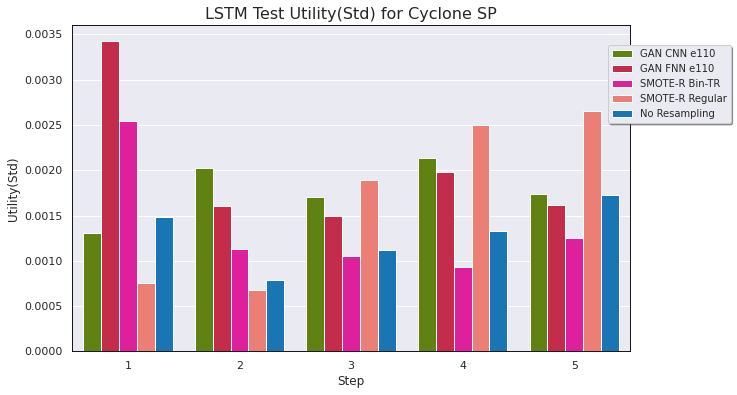 LSTM Test Utility(Std) for Cyclone SP
0.0035
0.0030
0.0025
0.0020
0.0015
0.0010
0.0005
0.0000
Utility(Std)
1 2 3 4 5
Step
GAN CNN e110
GAN FNN e110
SMOTE-R Bin-TR
SMOTE-R Regular
No Resampling